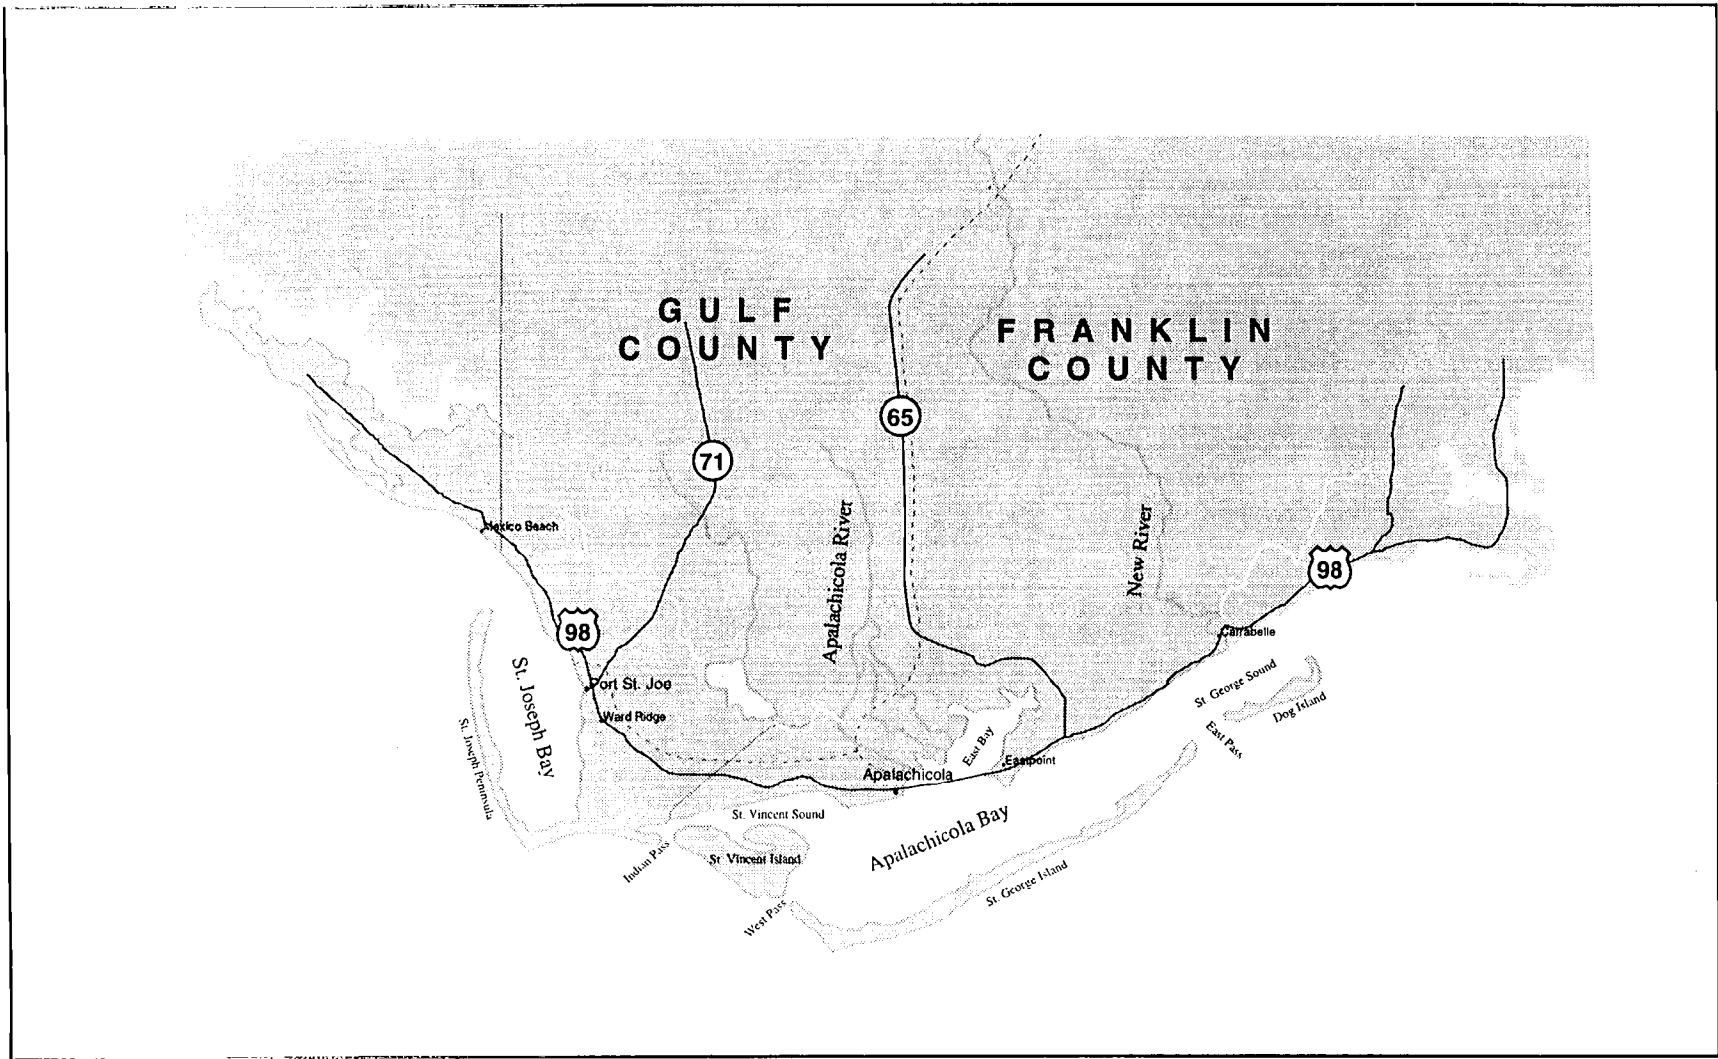 GULF
COUNTY
FRANKLIN
COUNTY
65
71
Mexico Beach
Apalachicola River
New River
98
98
Carrabelle
St. Joseph Bay
Port St. Joe
Ward Ridge
St. George Sound
Dog Island
East Pass
St. Joseph Peninsula
East Bay
Eastpoint
Apalachicola
St. Vincent Sound
Apalachicola Bay
Indian Pass
St. Vincent Island
St. George Island
West Pass